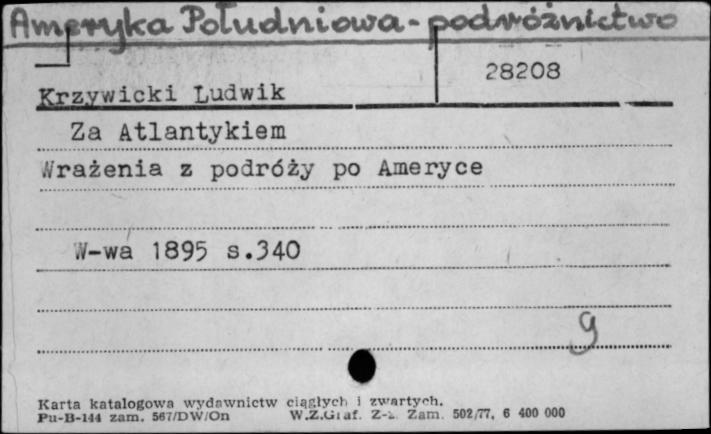 Ameryka Południowa - podróżnictwo
28208
Krzywicki Ludwik
Za Atlantykiem
Wrażenia z podróży po Ameryce
W-wa 1895 s.340
g
Karta katalogowa wydawnictw ciągłych i zwartych.
Pu-B-144 zam. 567/DW/On W.Z.Graf. Zam. 502/77, 6 400 000